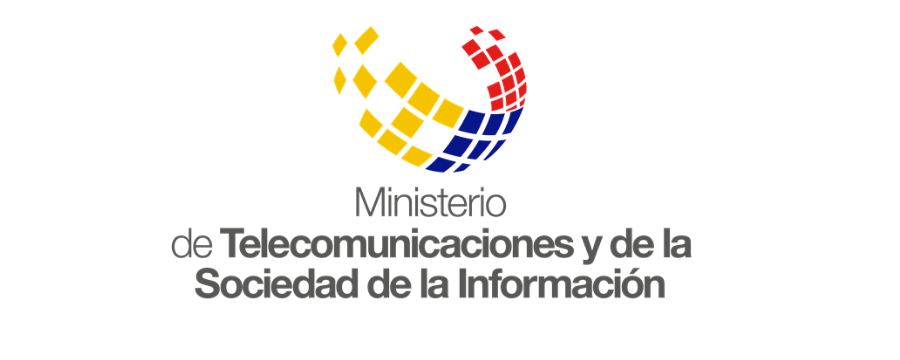 Ministerio
de Telecomunicaciones y de la
Sociedad de la Información